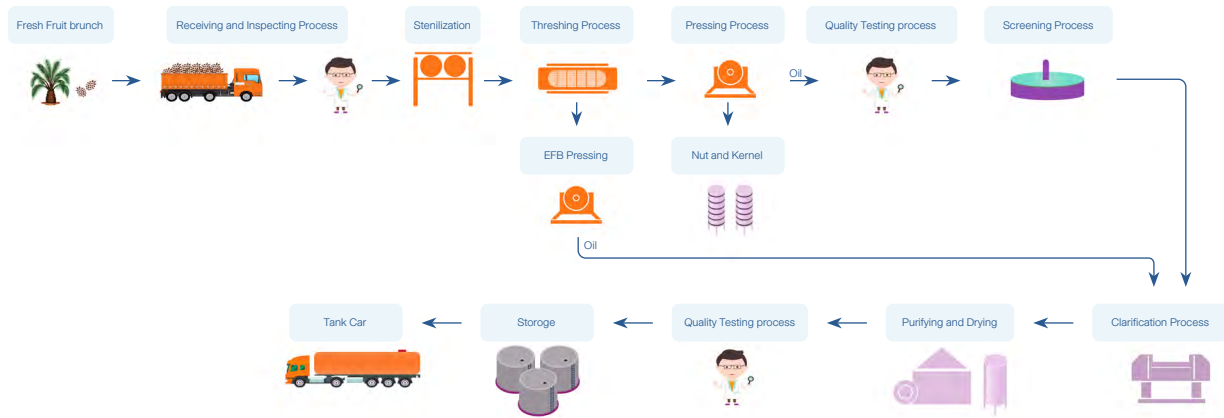 Fresh Fruit brunch
Receiving and Inspecting Process
Stenilization
Threshing Process
Pressing Process
Quality Testing process
Screening Process
Oil
EFB Pressing
Nut and Kernel
Oil
Tank Car
Storoge
Quality Testing process
Purifying and Drying
Clarification Process